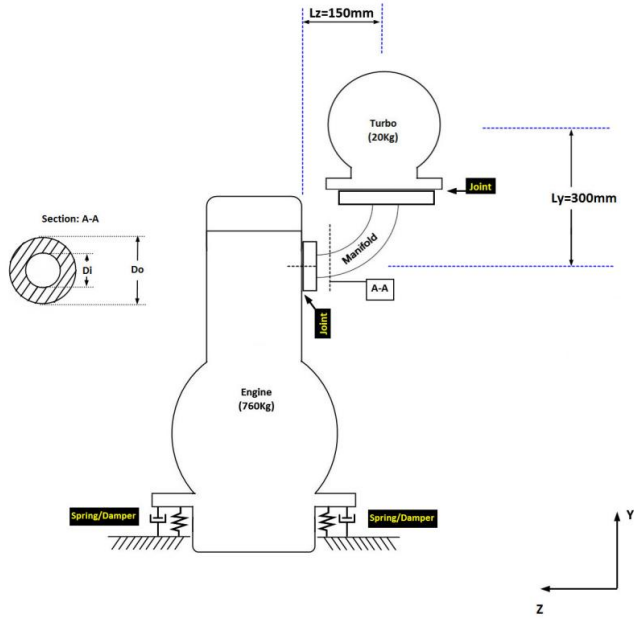 Lz=150mm
Turbo
(20Kg)
Joint
Ly=300mm
Section: A-A
Di
Do
Manifold
A-A
Joint
Engine
(760Kg)
Spring/Damper
Spring/Damper
Y
Z